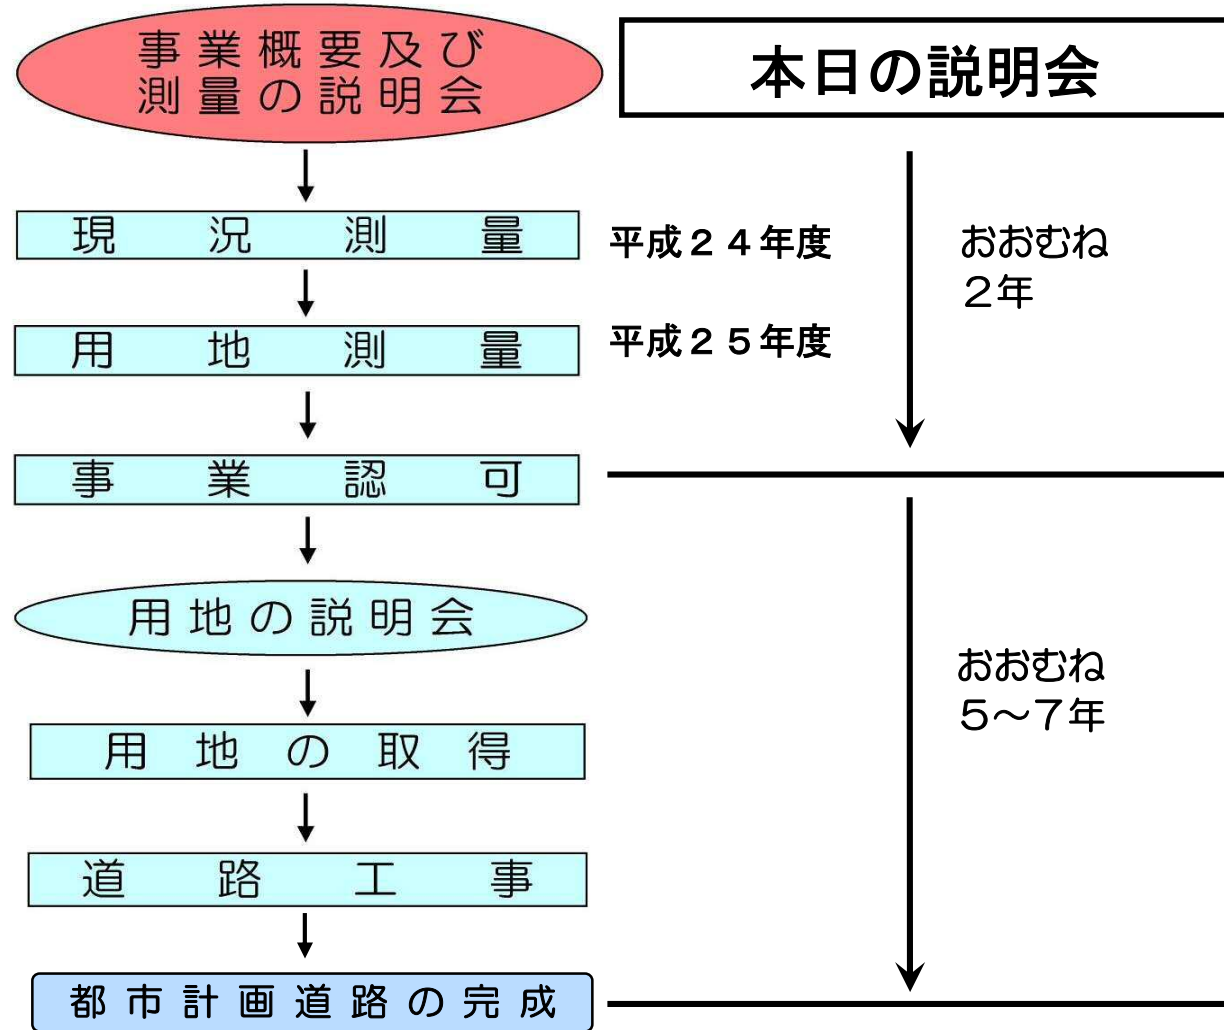 事業概要及び
測量の説明会
本日の説明会
現況測量
平成２４年度
おおむね
２年
用地測量
平成２５年度
事業認可
用地の説明会
おおむね
５～７年
用地の取得
道路工事
都市計画道路の完成